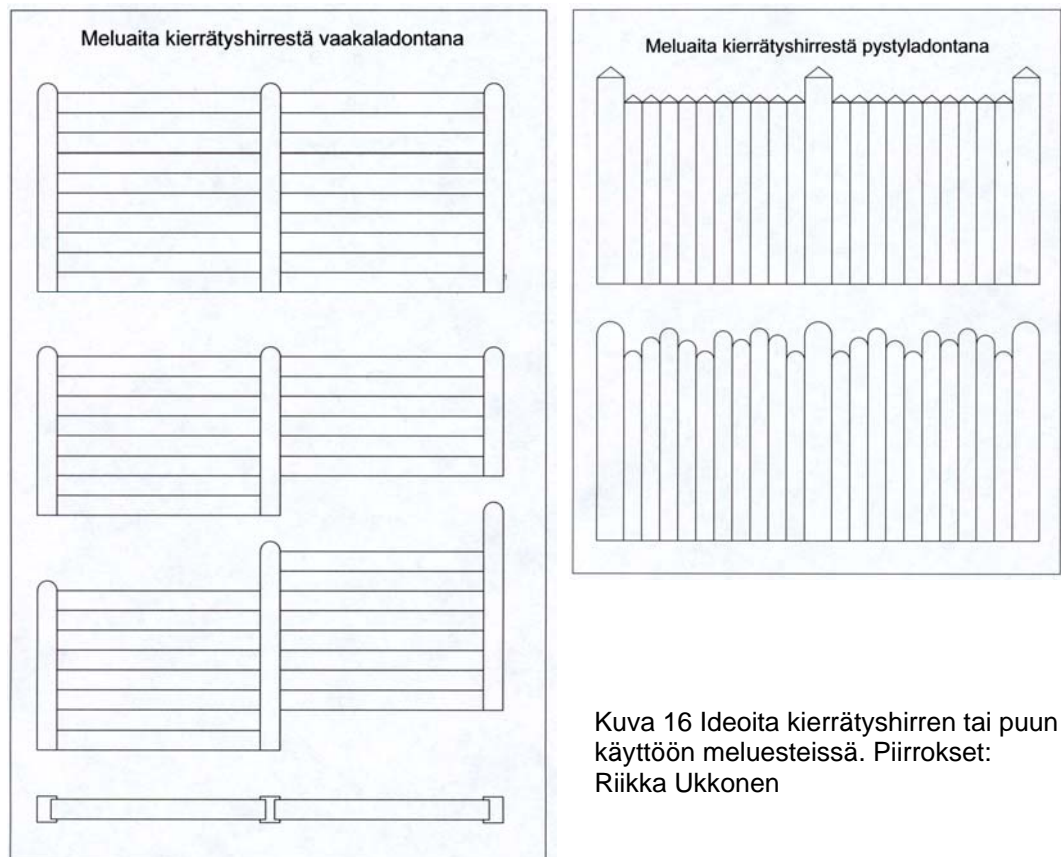 Meluaita kierrätyshirrestä vaakaladontana
Meluaita kierrätyshirrestä pystyladontana
Kuva 16 Ideoita kierrätyshirren tai puun
käyttöön meluesteissä. Piirrokset:
Riikka Ukkonen